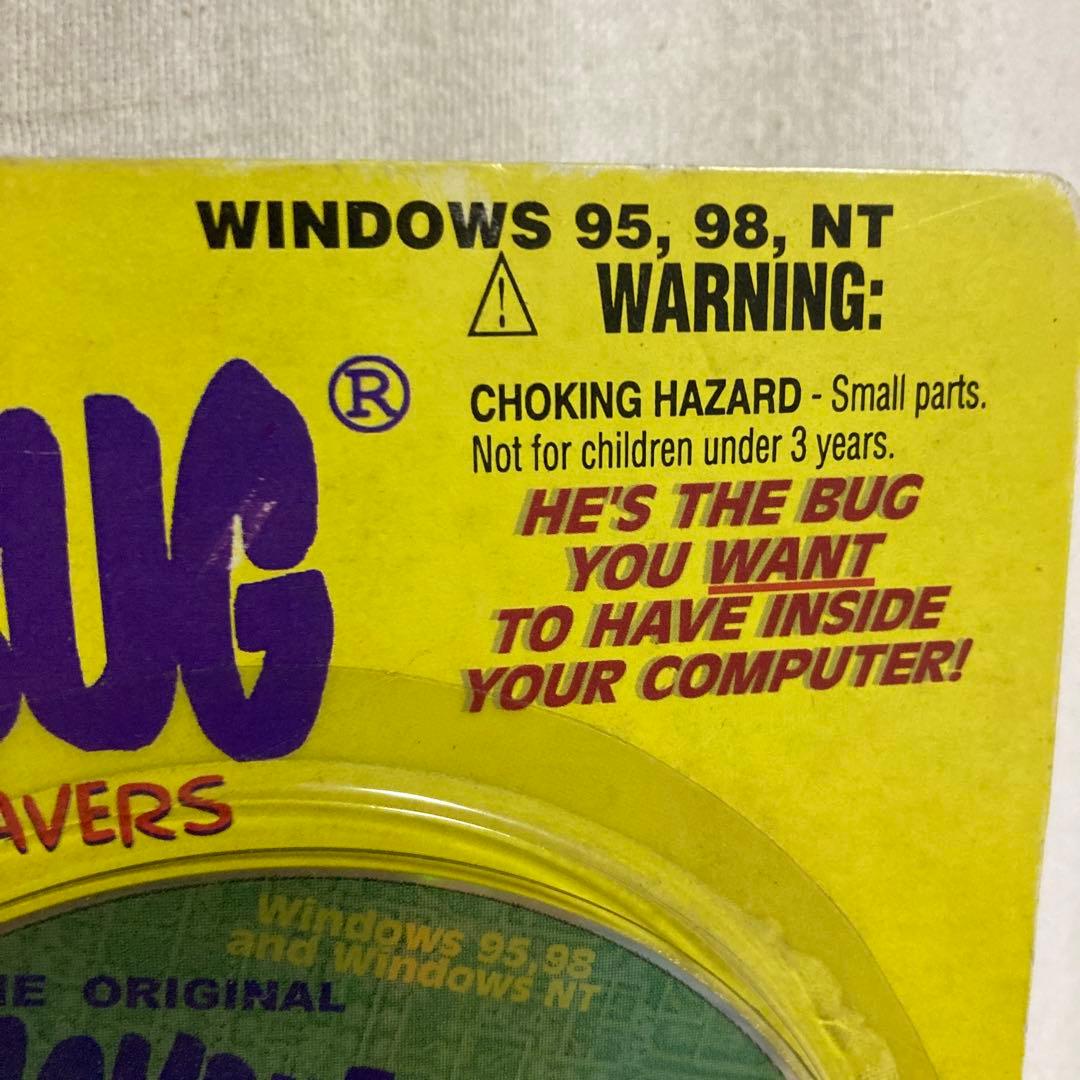 WINDOWS 95, 98, NT
WARNING:
CHOKING HAZARD - Small parts.
Not for children under 3 years.
HE'S THE BUG
YOU WANT
TO HAVE INSIDE
YOUR COMPUTER!
UG®
AVERS
Windows 95,98
and Windows NT
HE ORIGINAL